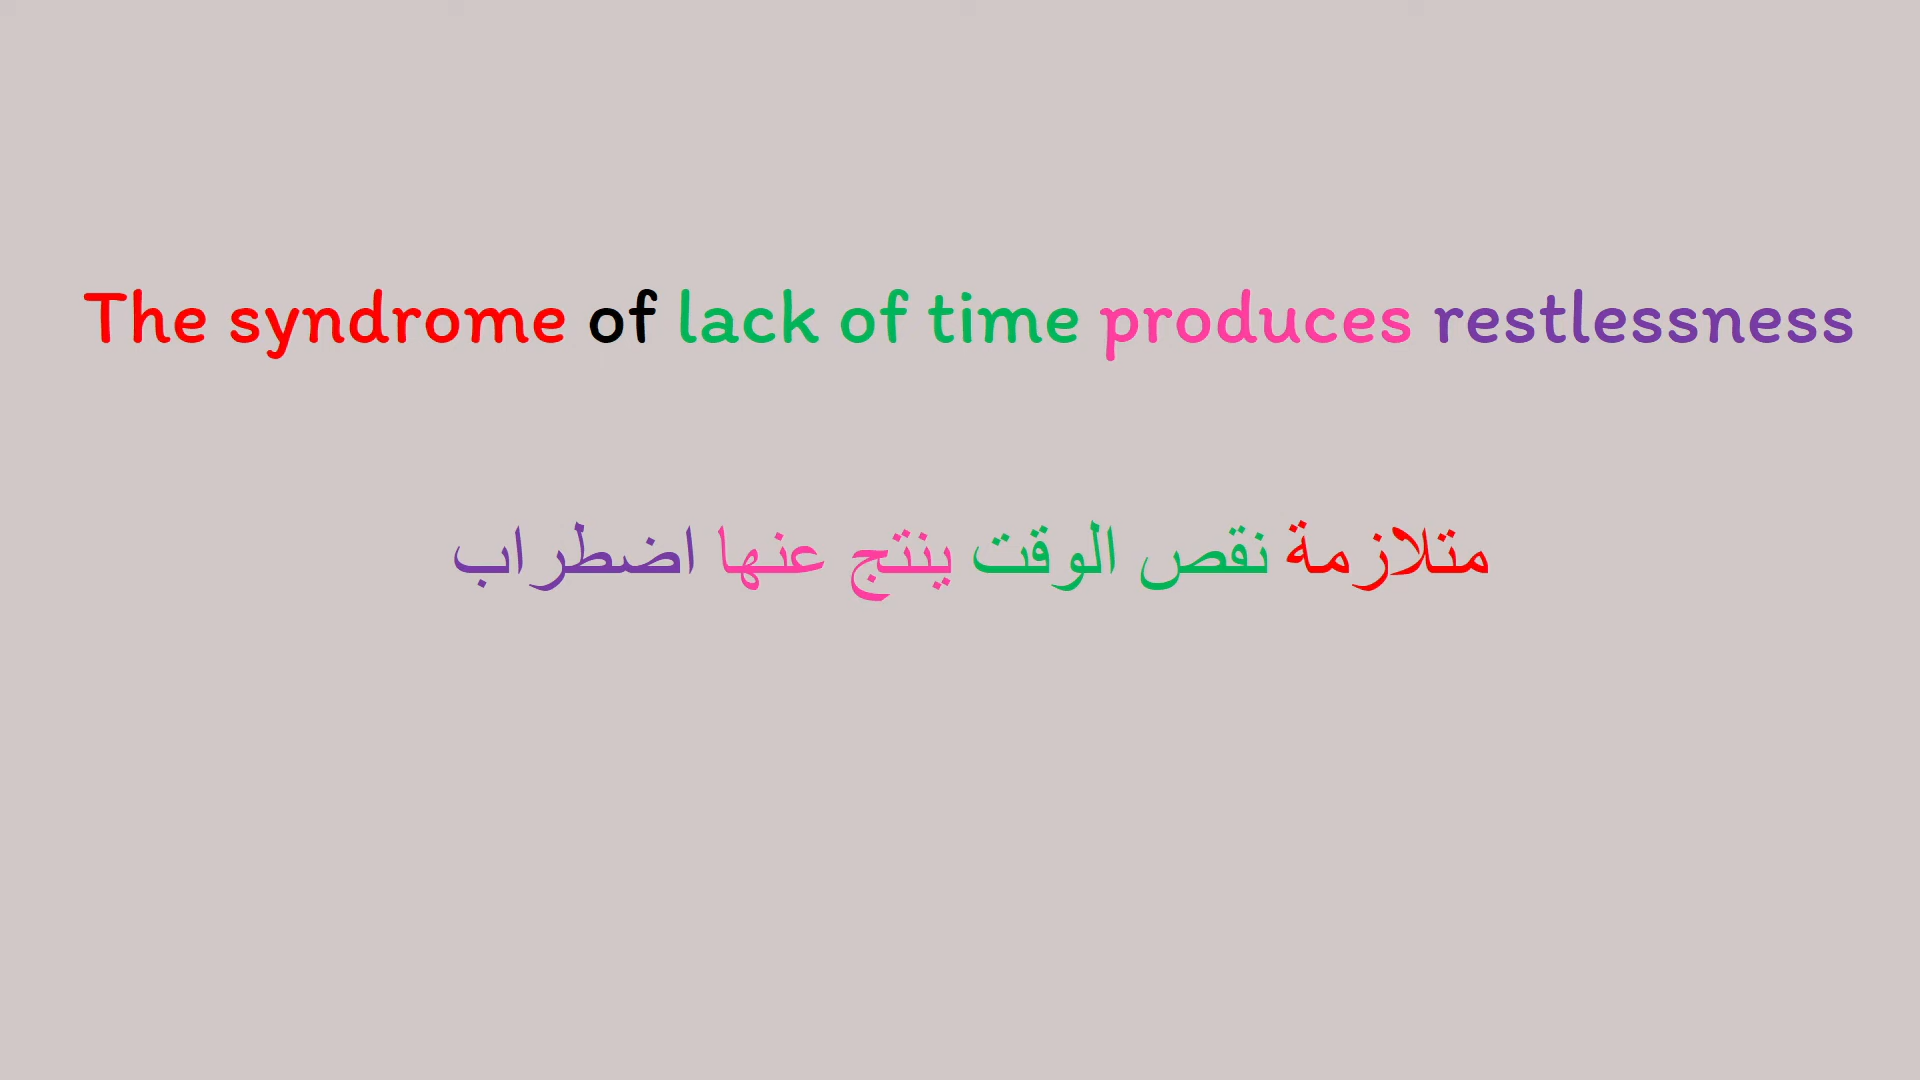 The syndrome of lack of time produces restlessness
متلازمة نقص الوقت ينتج عنها اضطراب